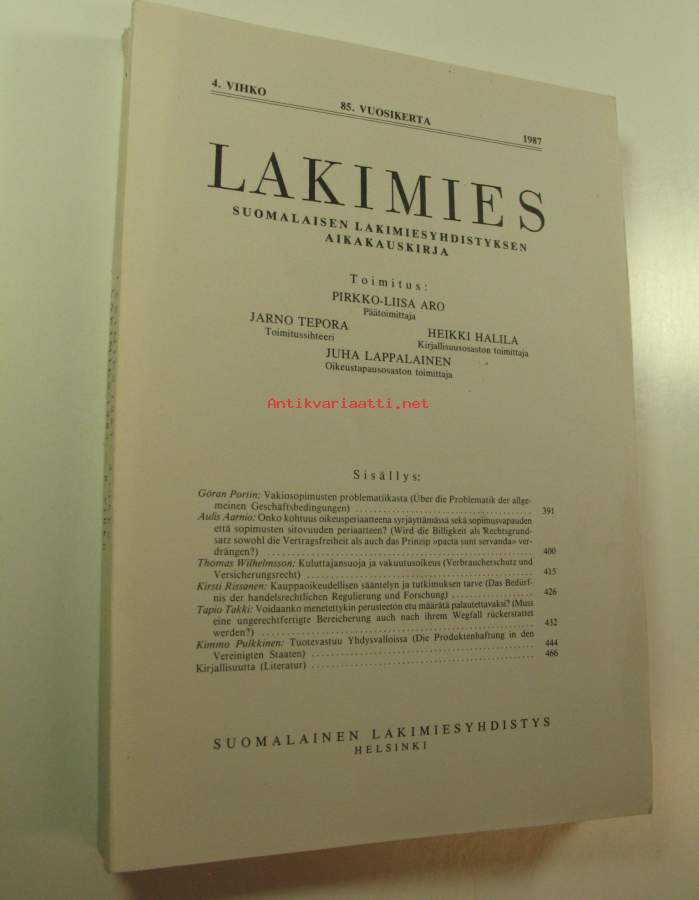 4. VIHKO 85. VUOSIKERTA 1987
LAKIMIES
SUOMALAISEN LAKIMIESYHDISTYKSEN
AIKAKAUSKIRJA
Toimitus:
PIRKKO-LIISA ARO
Päätoimittaja
JARNO TEPORA
Toimitussihteeri
HEIKKI HALILA
Kirjallisuusosaston toimittaja
JUHA LAPPALAINEN
Oikeustapausosaston toimittaja
Antikvariaatti.net
Sisällys:
Göran Portin: Vakiosopimusten problematiikasta (Über die Problematik der allge-
meinen Geschäftsbedingungen) 391
Aulis Aarnio: Onko kohtuus oikeusperiaatteena syrjäyttämässä sekä sopimusvapauden
että sopimusten sitovuuden periaatteen? (Wird die Billigkeit als Rechtsgrund-
satz sowohl die Vertragsfreiheit als auch das Prinzip »pacta sunt servanda» ver-
drängen?) 400
Thomas Wilhelmsson: Kuluttajansuoja ja vakuutusoikeus (Verbraucherschutz und
Versicherungsrecht) 415
Kirsti Rissanen: Kauppaoikeudellisen sääntelyn ja tutkimuksen tarve (Das Bedürf-
nis der handelsrechtlichen Regulierung und Forschung) 426
Tapio Takki: Voidaanko menetettykin perusteeton etu määrätä palautettavaksi? (Muss
eine ungerechtfertigte Bereicherung auch nach ihrem Wegfall rückerstattet
werden?) 432
Kimmo Pulkkinen: Tuotevastuu Yhdysvalloissa (Die Produktenhaftung in den
Vereinigten Staaten) 444
Kirjallisuutta (Literatur) 466
SUOMALAINEN LAKIMIESYHDISTYS
HELSINKI